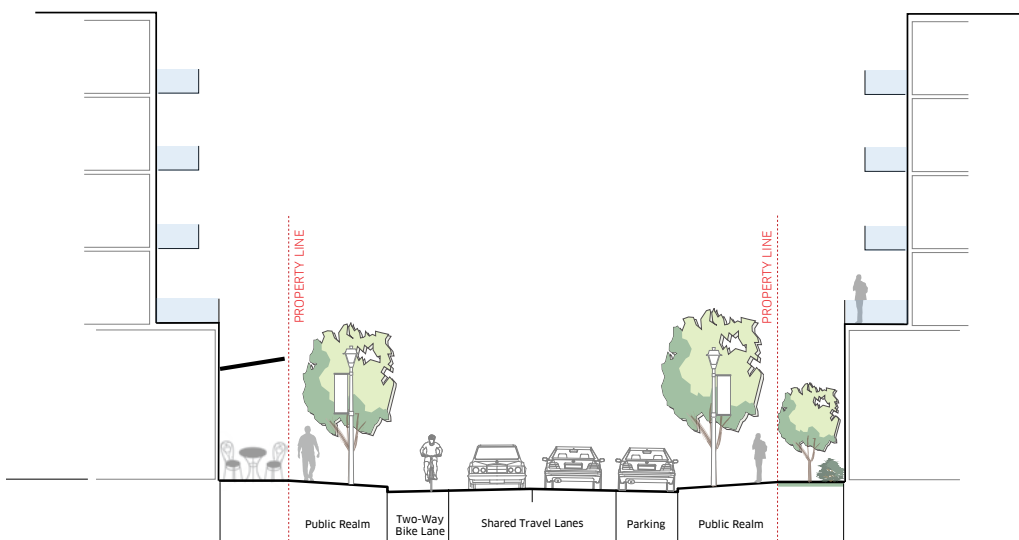 PROPERTY LINE
PROPERTY LINE
Public Realm
Two-Way
Bike Lane
Shared Travel Lanes
Parking
Public Realm